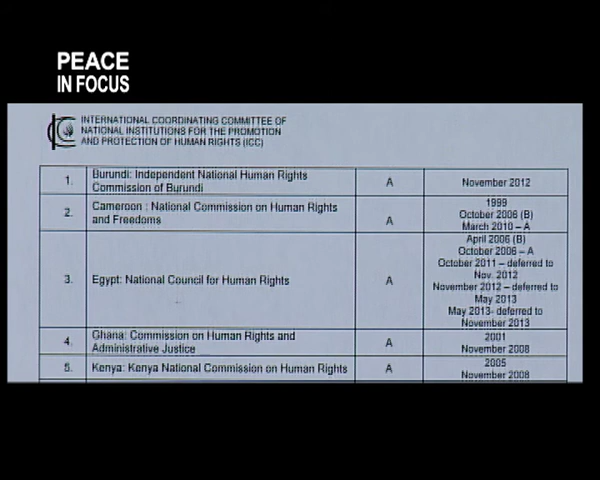 PEACE
IN FOCUS
INTERNATIONAL COORDINATING COMMITTEE OF
NATIONAL INSTITUTIONS FOR THE PROMOTION
AND PROTECTION OF HUMAN RIGHTS (ICC)
1. Burundi: Independent National Human Rights
Commission of Burundi A November 2012
2. Cameroon : National Commission on Human Rights
and Freedoms A 1999
October 2006 (B)
March 2010 – A
3. Egypt: National Council for Human Rights A April 2006 (B)
October 2006 – A
October 2011 – deferred to
Nov. 2012
November 2012 – deferred to
May 2013
May 2013- deferred to
November 2013
4. Ghana: Commission on Human Rights and
Administrative Justice A 2001
November 2008
5. Kenya: Kenya National Commission on Human Rights A 2005
November 2008